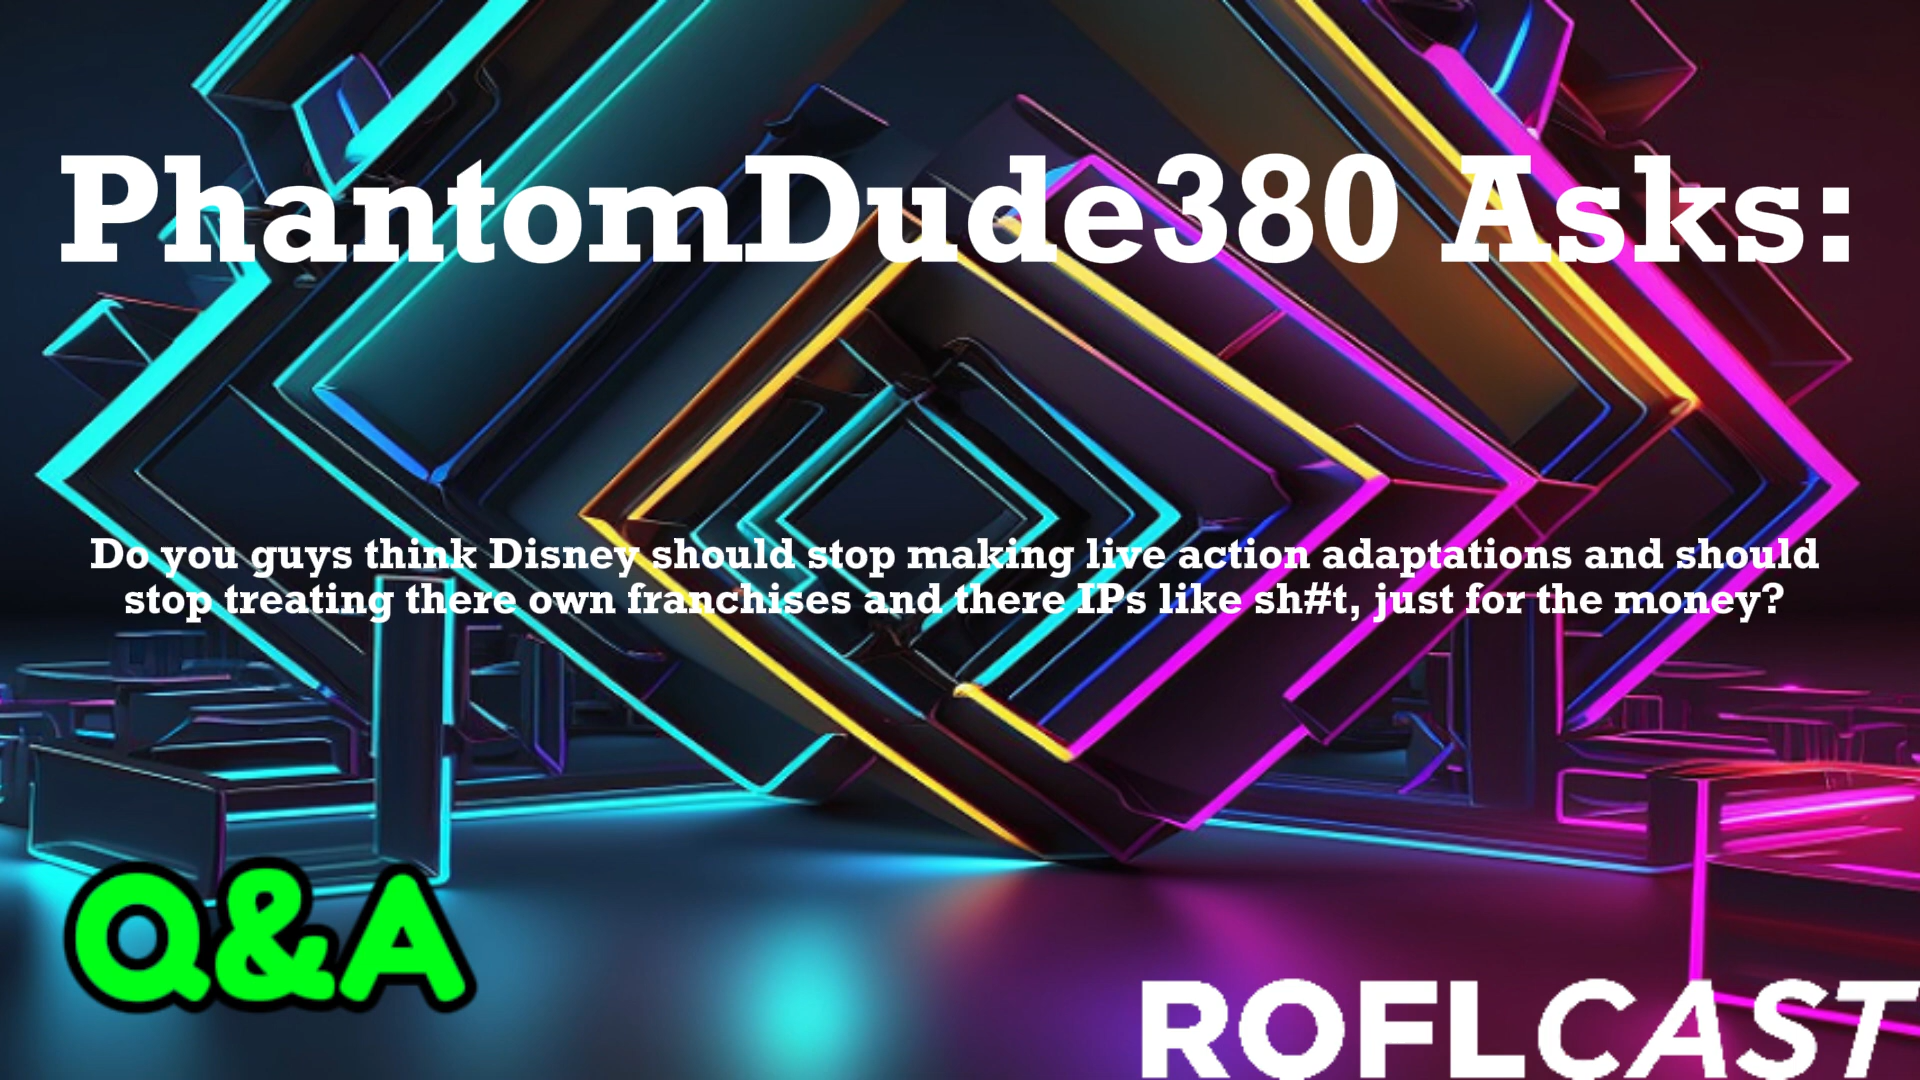 PhantomDude380 Asks:
Do you guys think Disney should stop making live action adaptations and should
stop treating there own franchises and there IPs like sh#t, just for the money?
Q&A
ROFLCAST